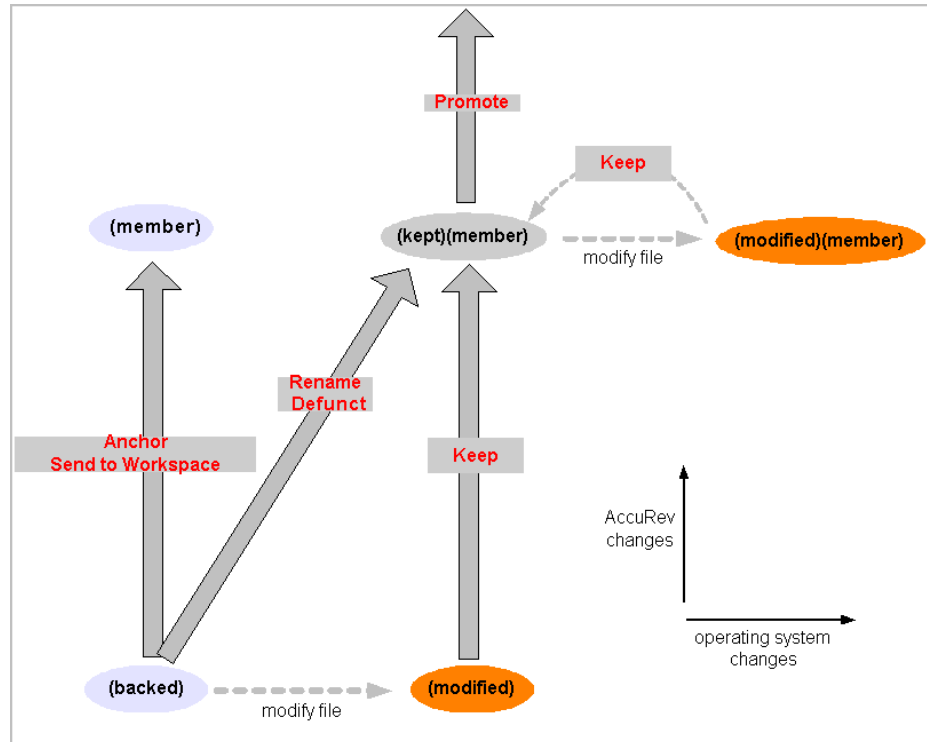 Promote
Keep
(member)
(kept)(member)
(modified)(member)
modify file
Rename
Defunct
Anchor
Send to Workspace
Keep
AccuRev
changes
operating system
changes
(backed)
(modified)
modify file